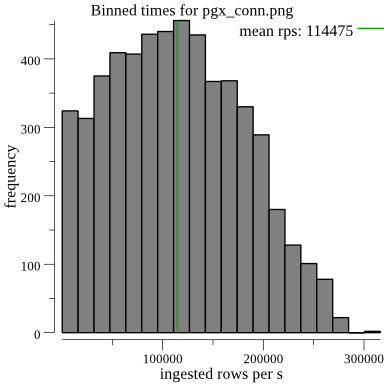 Binned times for pgx_conn.png
mean rps: 114475
frequency
400
300
200
100
0
100000 200000 300000
ingested rows per s